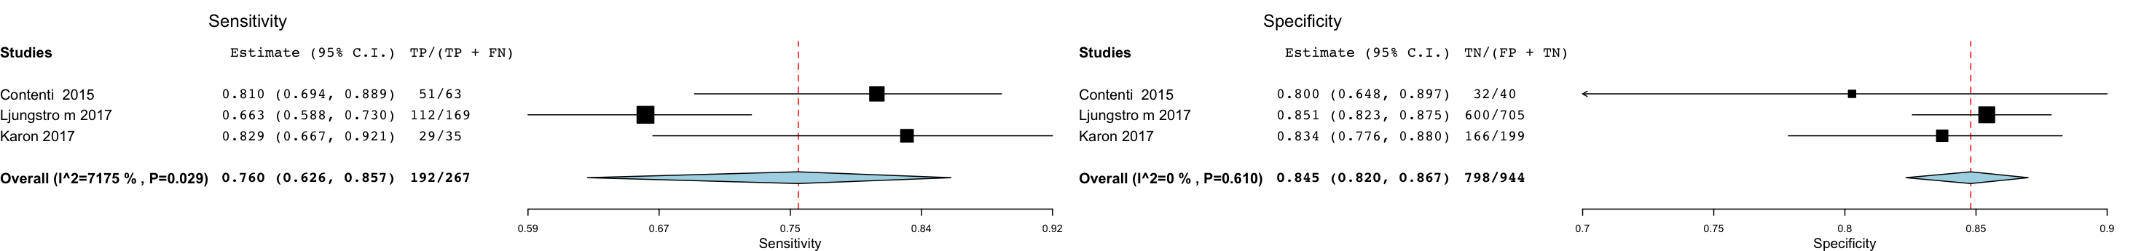 Sensitivity
Studies Estimate (95% C.I.) TP/(TP + FN)
Contenti 2015 0.810 (0.694, 0.889) 51/63
Ljungstro m 2017 0.663 (0.588, 0.730) 112/169
Karon 2017 0.829 (0.667, 0.921) 29/35
Overall (I^2=7175 % , P=0.029) 0.760 (0.626, 0.857) 192/267
0.59 0.67 0.75 0.84 0.92
Sensitivity
Specificity
Studies Estimate (95% C.I.) TN/(FP + TN)
Contenti 2015 0.800 (0.648, 0.897) 32/40
Ljungstro m 2017 0.851 (0.823, 0.875) 600/705
Karon 2017 0.834 (0.776, 0.880) 166/199
Overall (I^2=0 % , P=0.610) 0.845 (0.820, 0.867) 798/944
0.7 0.75 0.8 0.85 0.9
Specificity